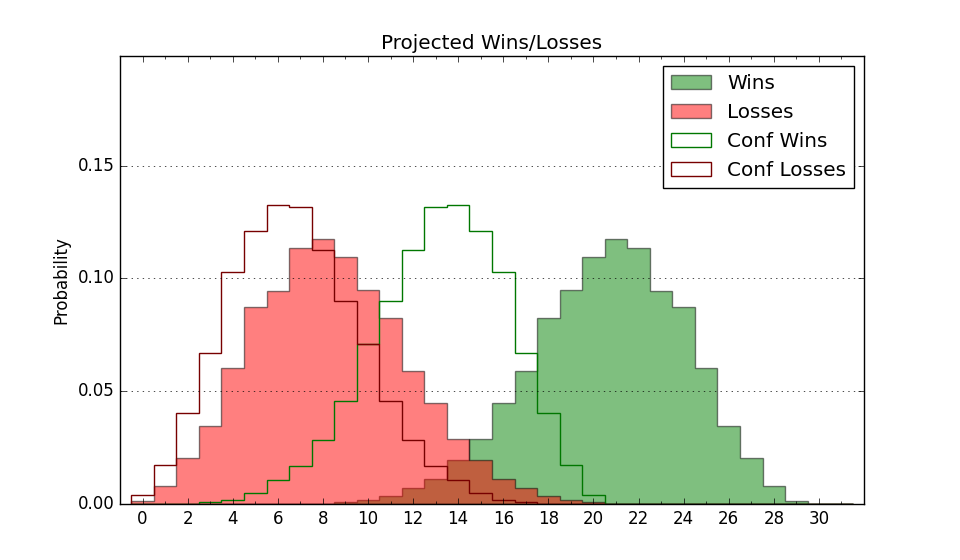 Projected Wins/Losses
Wins
Losses
Conf Wins
Conf Losses
Probability
0.15
0.10
0.05
0.00
0 2 4 6 8 10 12 14 16 18 20 22 24 26 28 30